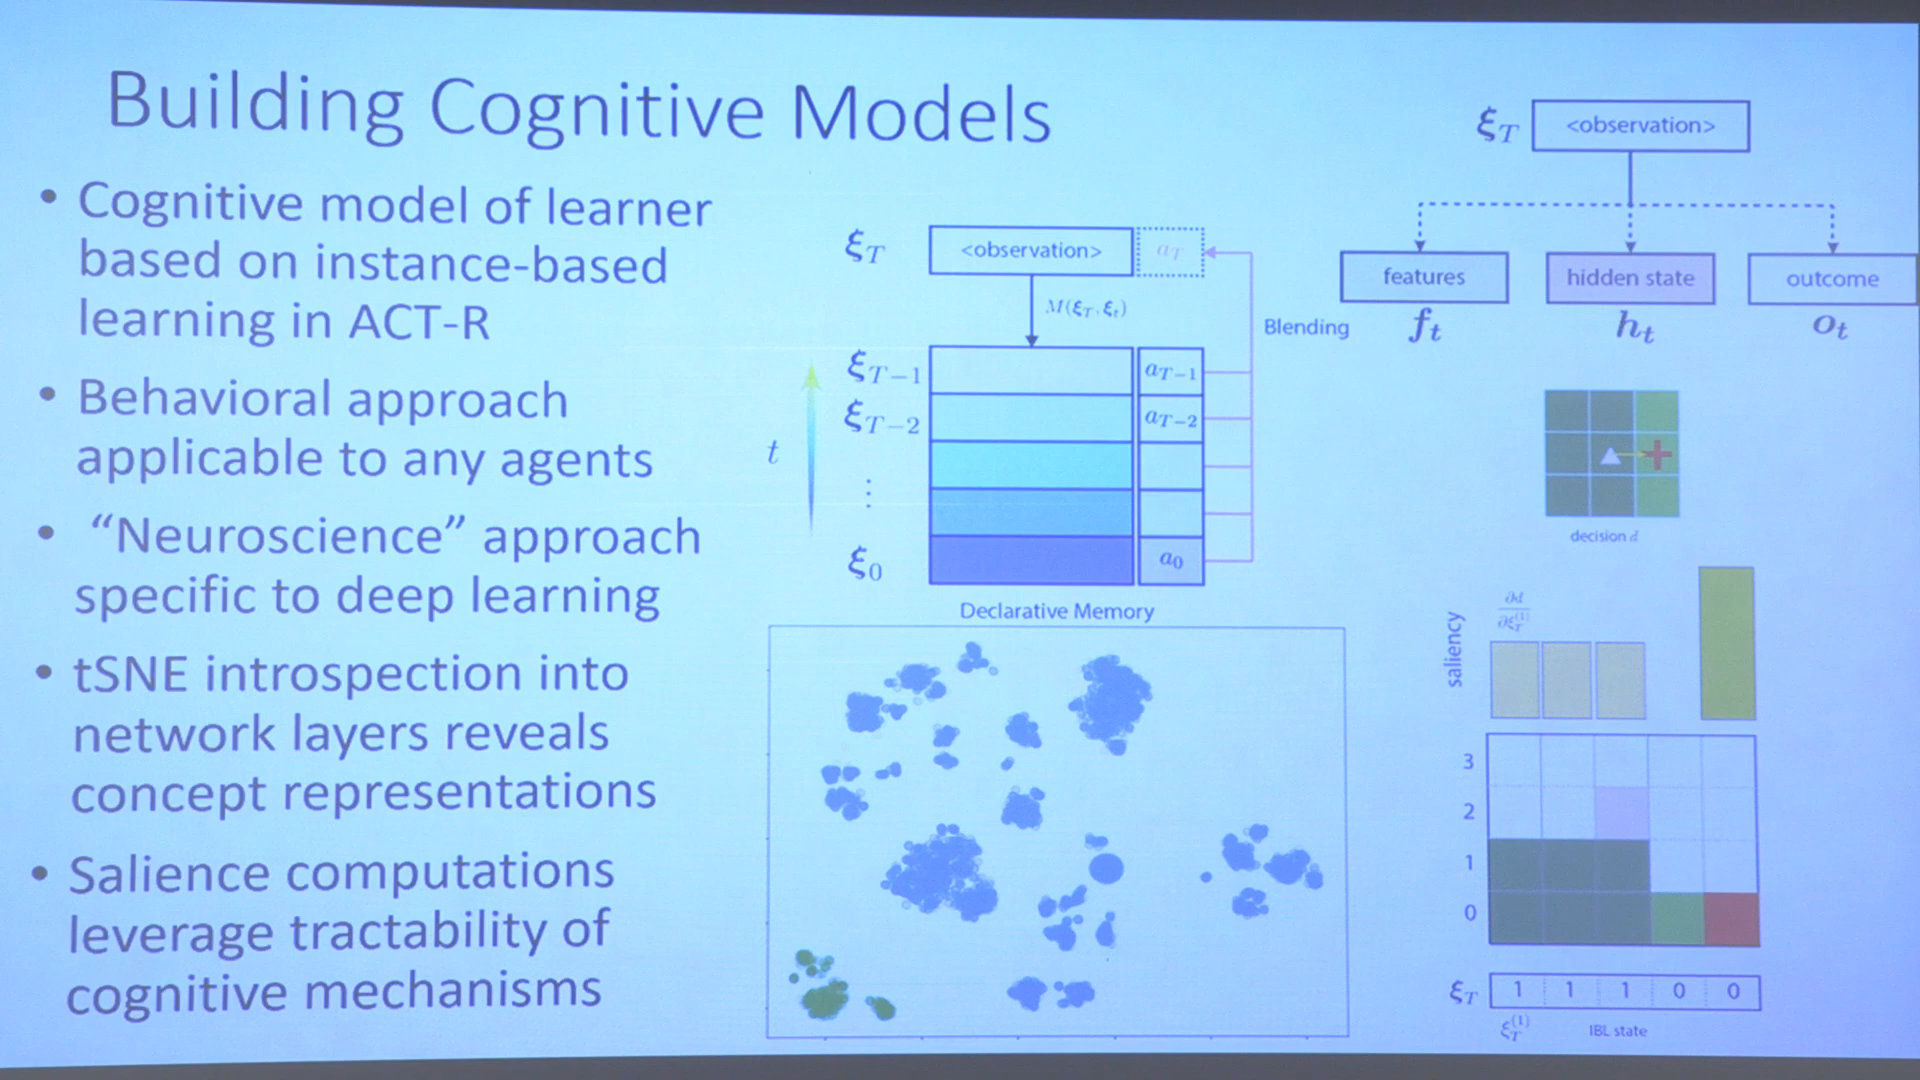 Building Cognitive Models
• Cognitive model of learner
based on instance-based
learning in ACT-R
• Behavioral approach
applicable to any agents
• “Neuroscience” approach
specific to deep learning
• tSNE introspection into
network layers reveals
concept representations
• Salience computations
leverage tractability of
cognitive mechanisms
ξT <observation> aT
M(ξT, ξt)
Blending
ξT−1 aT−1
ξT−2 aT−2
t
⋮
ξ0 a0
Declarative Memory
ξT <observation>
features hidden state outcome
ft ht ot
decision d
saliency
∂d
∂ξT(1)
3
2
1
0
ξT 1 1 1 0 0
ξT(1) IBL state